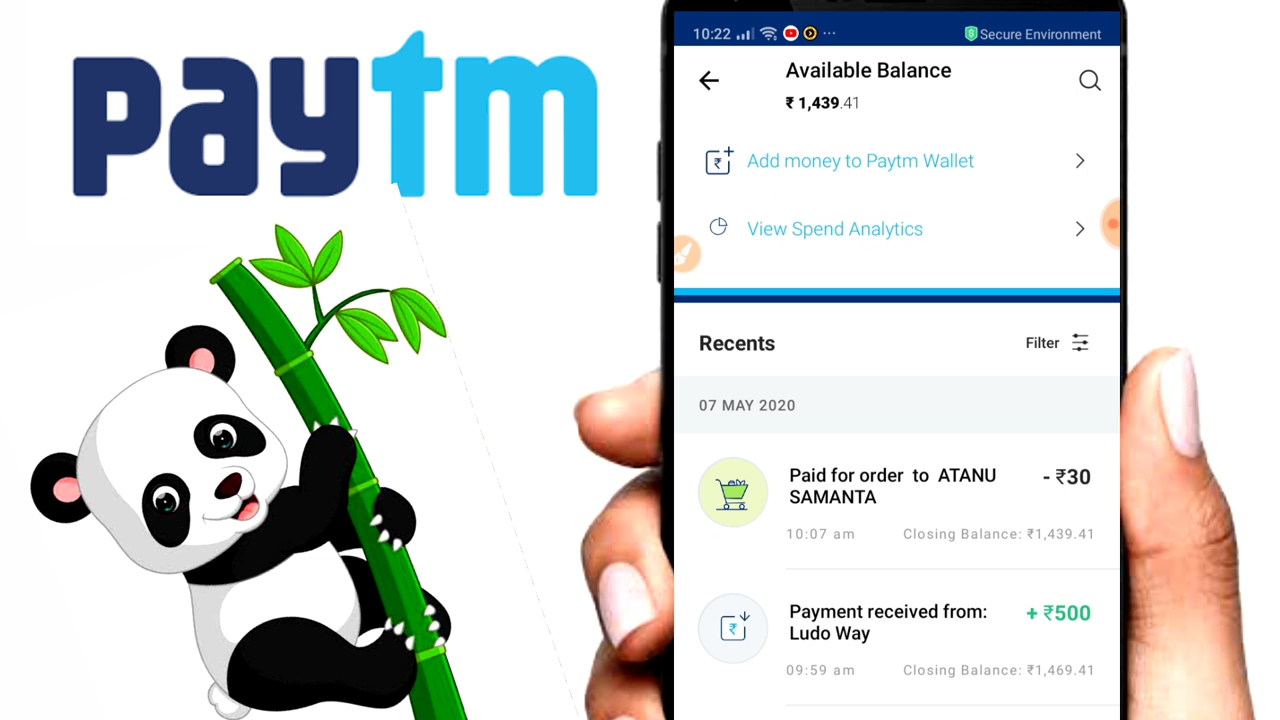 paytm
10:22
Secure Environment
Available Balance
₹ 1,439.41
Add money to Paytm Wallet
View Spend Analytics
Recents
Filter
07 MAY 2020
Paid for order to ATANU
SAMANTA
- ₹30
10:07 am
Closing Balance: ₹1,439.41
Payment received from:
Ludo Way
+ ₹500
09:59 am
Closing Balance: ₹1,469.41